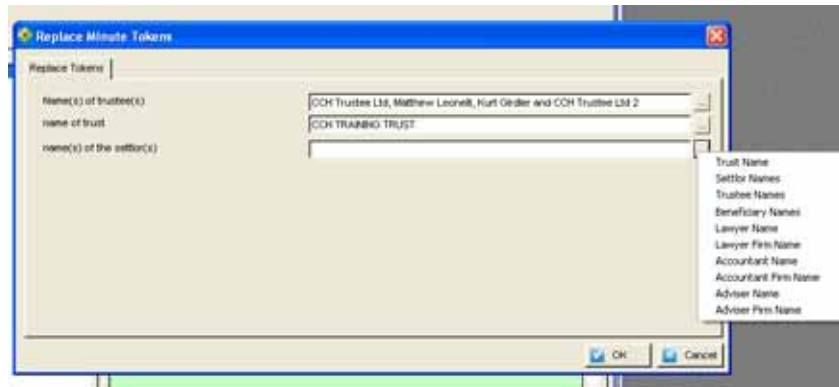 Replace Minute Tokens
Replace Tokens
Name(s) of trustee(s)
CCH Trustee Ltd, Matthew Leonelli, Kurt Girdler and CCH Trustee Ltd 2
...
name of trust
CCH TRAINING TRUST
...
name(s) of the settlor(s)
Trust Name
Settlor Names
Trustee Names
Beneficiary Names
Lawyer Name
Lawyer Firm Name
Accountant Name
Accountant Firm Name
Adviser Name
Adviser Firm Name
OK
Cancel